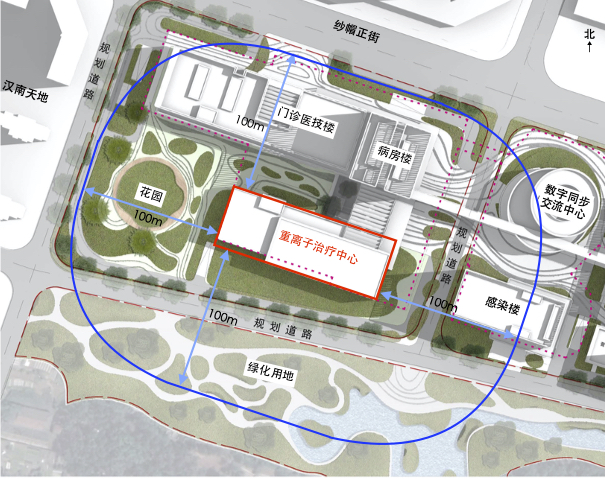 纱帽正街
北
规划道路
汉南天地
门诊医技楼
100m
病房楼
数字同步
交流中心
花园
100m
重离子治疗中心
规划道路
100m
感染楼
100m
规划道路
绿化用地